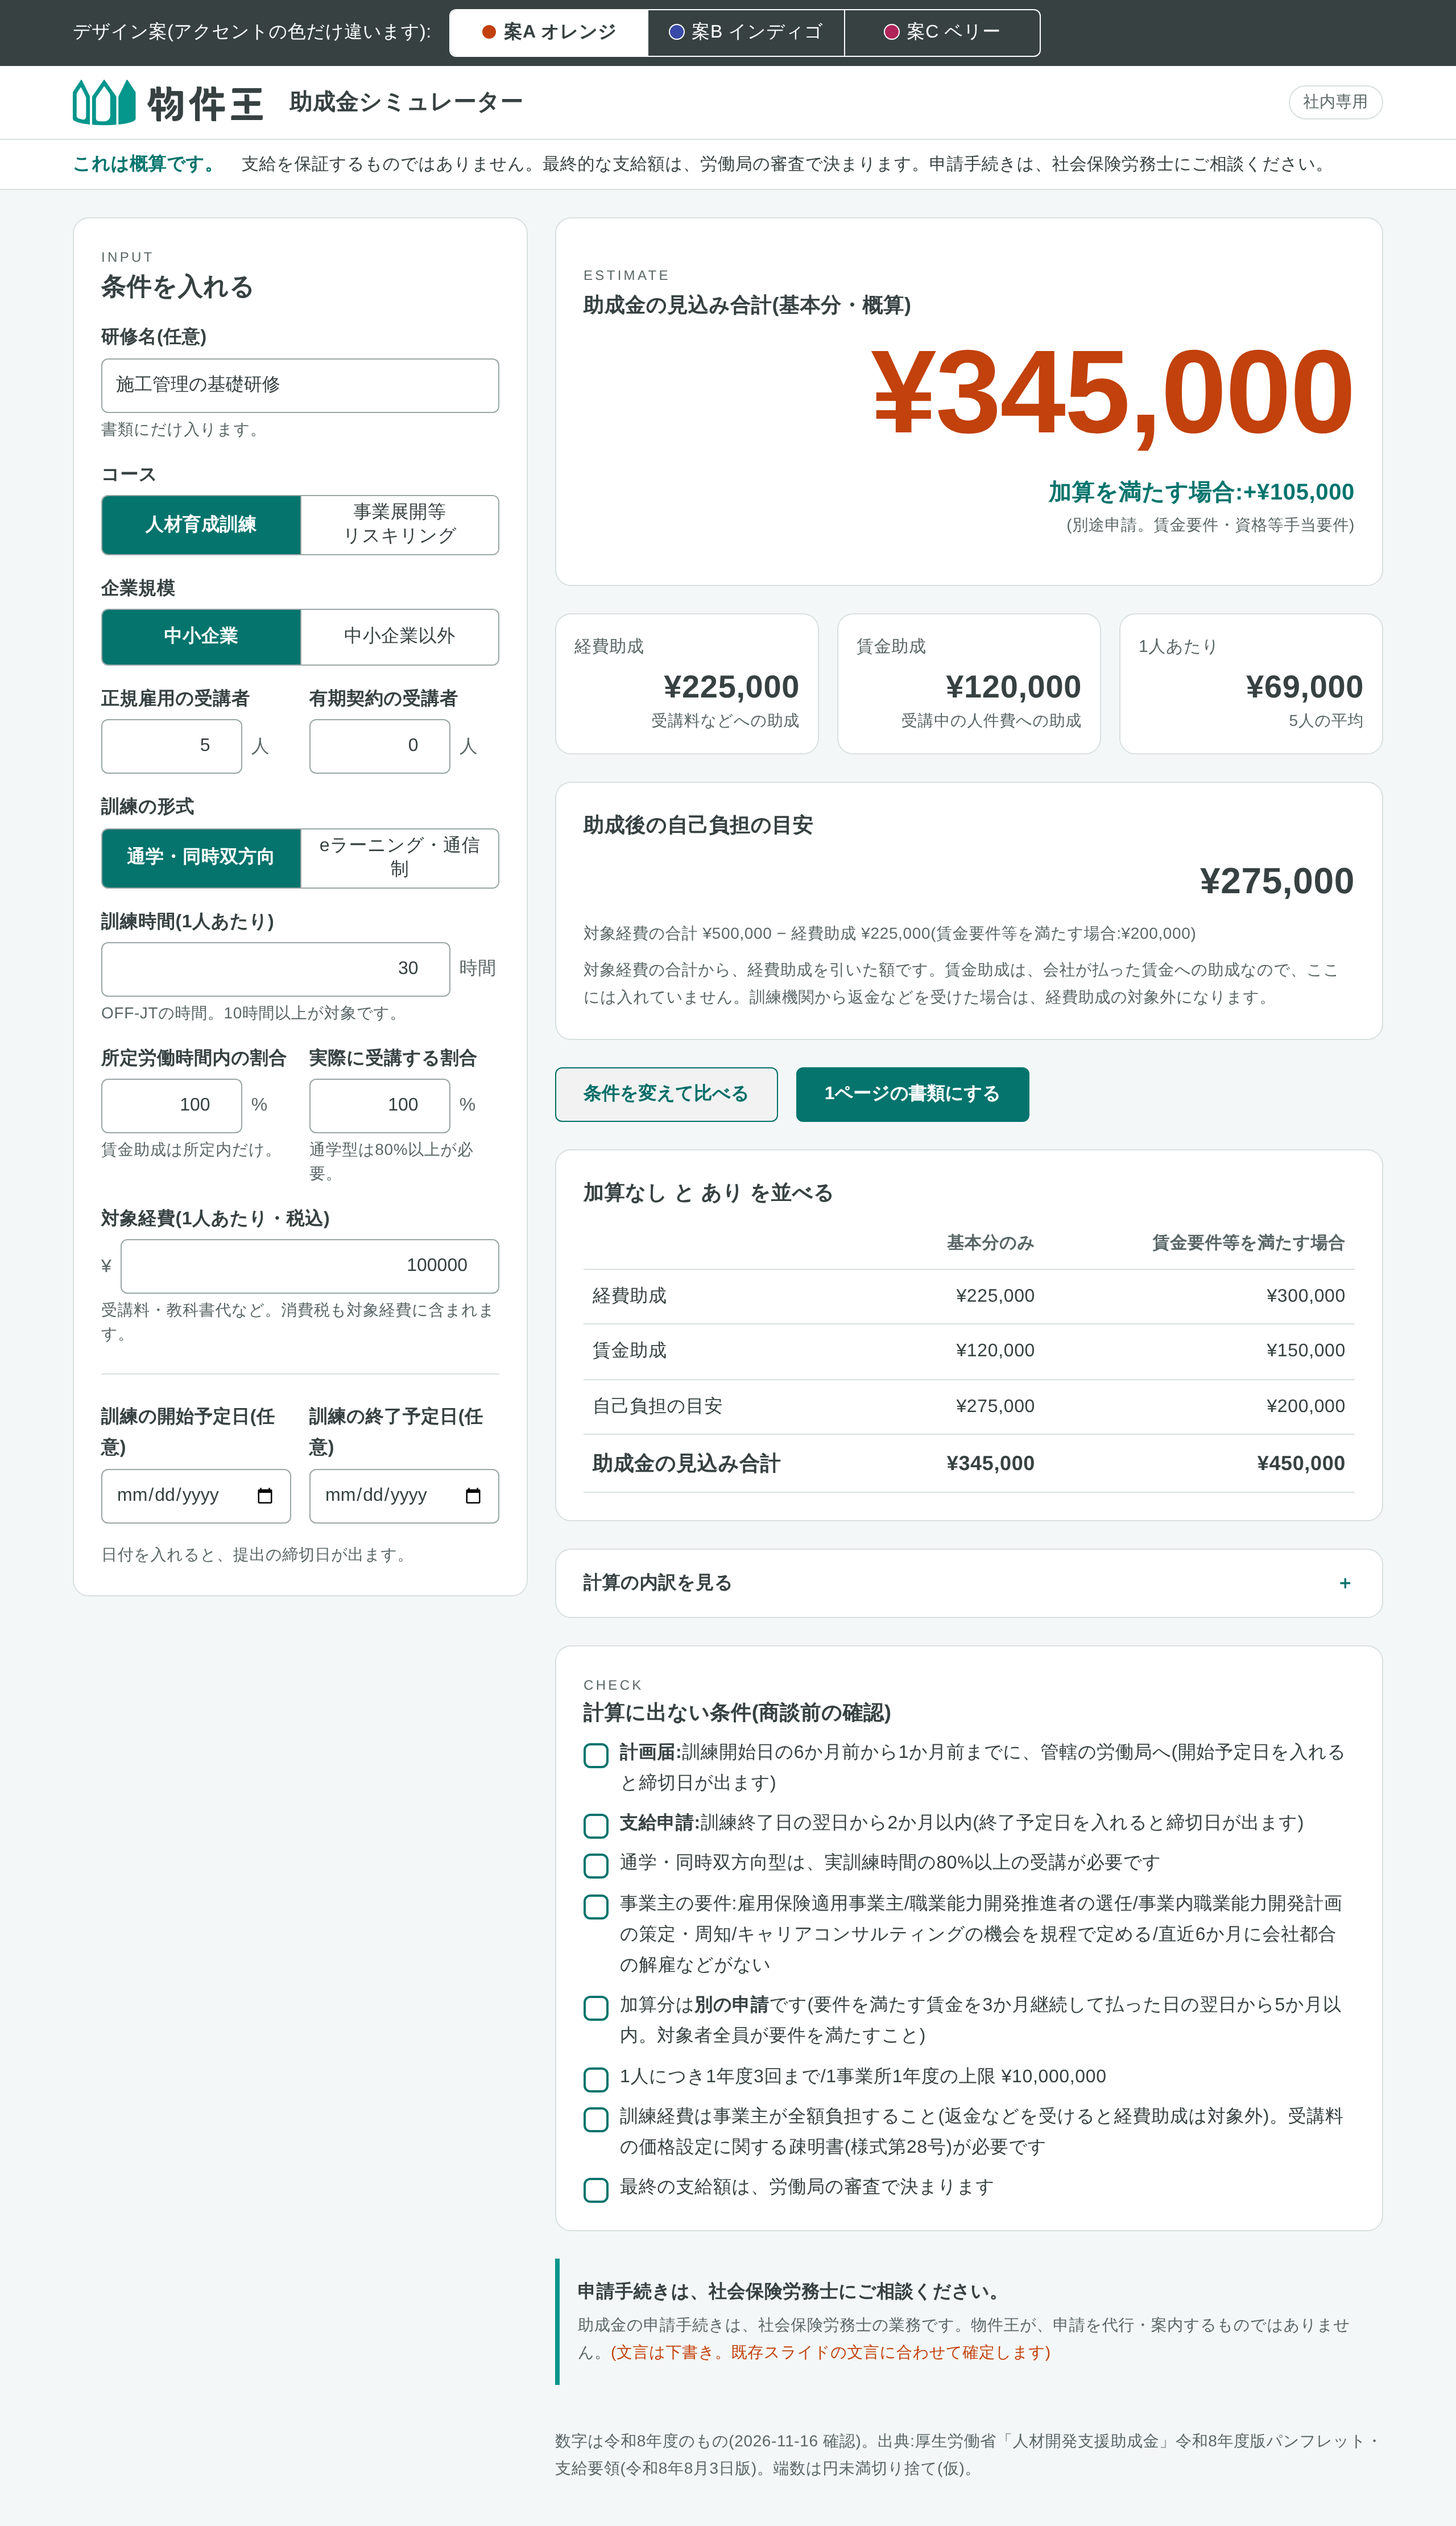 デザイン案(アクセントの色だけ違います):
案A オレンジ
案B インディゴ
案C ベリー
物件王
助成金シミュレーター
社内専用
これは概算です。 支給を保証するものではありません。最終的な支給額は、労働局の審査で決まります。申請手続きは、社会保険労務士にご相談ください。
INPUT
条件を入れる
研修名(任意)
施工管理の基礎研修
書類にだけ入ります。
コース
人材育成訓練
事業展開等
リスキリング
企業規模
中小企業
中小企業以外
正規雇用の受講者
有期契約の受講者
5 人
0 人
訓練の形式
通学・同時双方向
eラーニング・通信
制
訓練時間(1人あたり)
30 時間
OFF-JTの時間。10時間以上が対象です。
所定労働時間内の割合
実際に受講する割合
100 %
100 %
賃金助成は所定内だけ。
通学型は80%以上が必
要。
対象経費(1人あたり・税込)
¥ 100000
受講料・教科書代など。消費税も対象経費に含まれま
す。
訓練の開始予定日(任
意)
訓練の終了予定日(任
意)
mm/dd/yyyy
mm/dd/yyyy
日付を入れると、提出の締切日が出ます。
ESTIMATE
助成金の見込み合計(基本分・概算)
¥345,000
加算を満たす場合:+¥105,000
(別途申請。賃金要件・資格等手当要件)
経費助成
¥225,000
受講料などへの助成
賃金助成
¥120,000
受講中の人件費への助成
1人あたり
¥69,000
5人の平均
助成後の自己負担の目安
¥275,000
対象経費の合計 ¥500,000 − 経費助成 ¥225,000(賃金要件等を満たす場合:¥200,000)
対象経費の合計から、経費助成を引いた額です。賃金助成は、会社が払った賃金への助成なので、ここ
には入れていません。訓練機関から返金などを受けた場合は、経費助成の対象外になります。
条件を変えて比べる
1ページの書類にする
加算なし と あり を並べる
基本分のみ 賃金要件等を満たす場合
経費助成 ¥225,000 ¥300,000
賃金助成 ¥120,000 ¥150,000
自己負担の目安 ¥275,000 ¥200,000
助成金の見込み合計 ¥345,000 ¥450,000
計算の内訳を見る +
CHECK
計算に出ない条件(商談前の確認)
計画届:訓練開始日の6か月前から1か月前までに、管轄の労働局へ(開始予定日を入れる
と締切日が出ます)
支給申請:訓練終了日の翌日から2か月以内(終了予定日を入れると締切日が出ます)
通学・同時双方向型は、実訓練時間の80%以上の受講が必要です
事業主の要件:雇用保険適用事業主/職業能力開発推進者の選任/事業内職業能力開発計画
の策定・周知/キャリアコンサルティングの機会を規程で定める/直近6か月に会社都合
の解雇などがない
加算分は別の申請です(要件を満たす賃金を3か月継続して払った日の翌日から5か月以
内。対象者全員が要件を満たすこと)
1人につき1年度3回まで/1事業所1年度の上限 ¥10,000,000
訓練経費は事業主が全額負担すること(返金などを受けると経費助成は対象外)。受講料
の価格設定に関する疎明書(様式第28号)が必要です
最終の支給額は、労働局の審査で決まります
申請手続きは、社会保険労務士にご相談ください。
助成金の申請手続きは、社会保険労務士の業務です。物件王が、申請を代行・案内するものではありませ
ん。(文言は下書き。既存スライドの文言に合わせて確定します)
数字は令和8年度のもの(2026-11-16 確認)。出典:厚生労働省「人材開発支援助成金」令和8年度版パンフレット・
支給要領(令和8年8月3日版)。端数は円未満切り捨て(仮)。